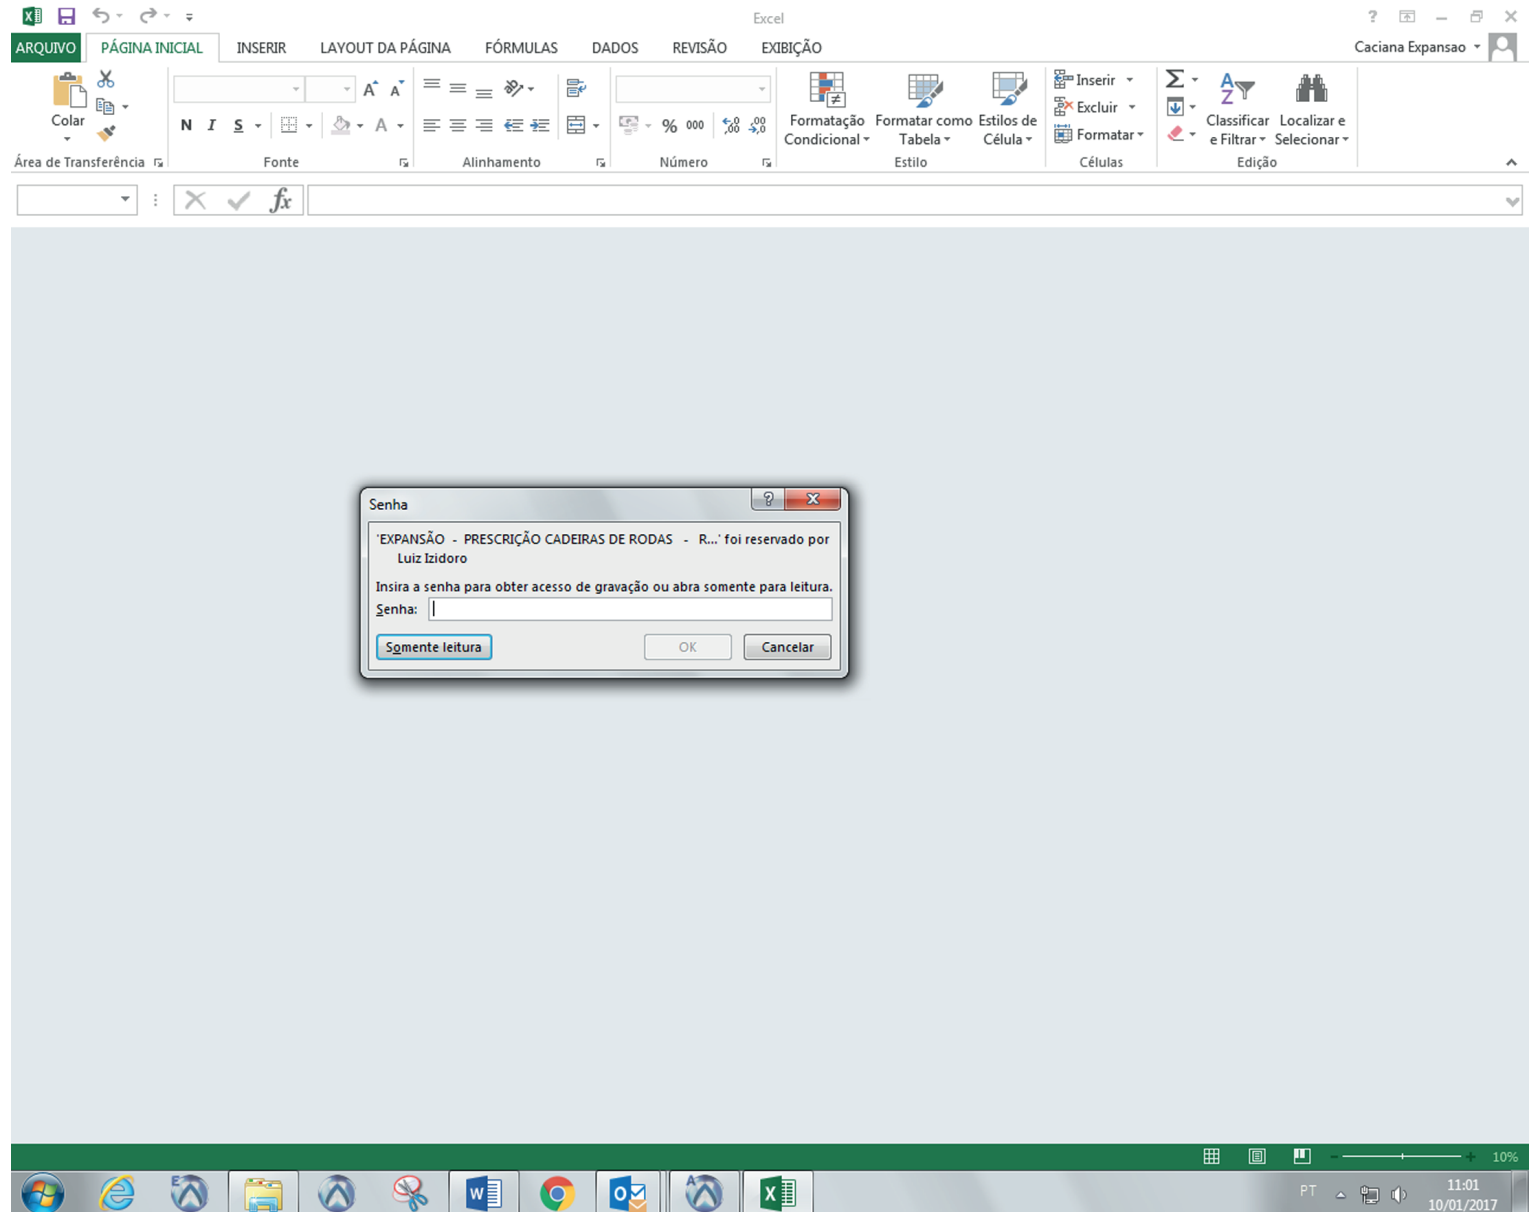 Excel
ARQUIVO PÁGINA INICIAL INSERIR LAYOUT DA PÁGINA FÓRMULAS DADOS REVISÃO EXIBIÇÃO Caciana Expansao
Colar
N I S
% 000
Formatação Condicional
Formatar como Tabela
Estilos de Célula
Inserir
Excluir
Formatar
Classificar e Filtrar
Localizar e Selecionar
Área de Transferência Fonte Alinhamento Número Estilo Células Edição
fx
Senha
'EXPANSÃO - PRESCRIÇÃO CADEIRAS DE RODAS - R...' foi reservado por
Luiz Izidoro
Insira a senha para obter acesso de gravação ou abra somente para leitura.
Senha:
Somente leitura OK Cancelar
10%
PT 11:01
10/01/2017